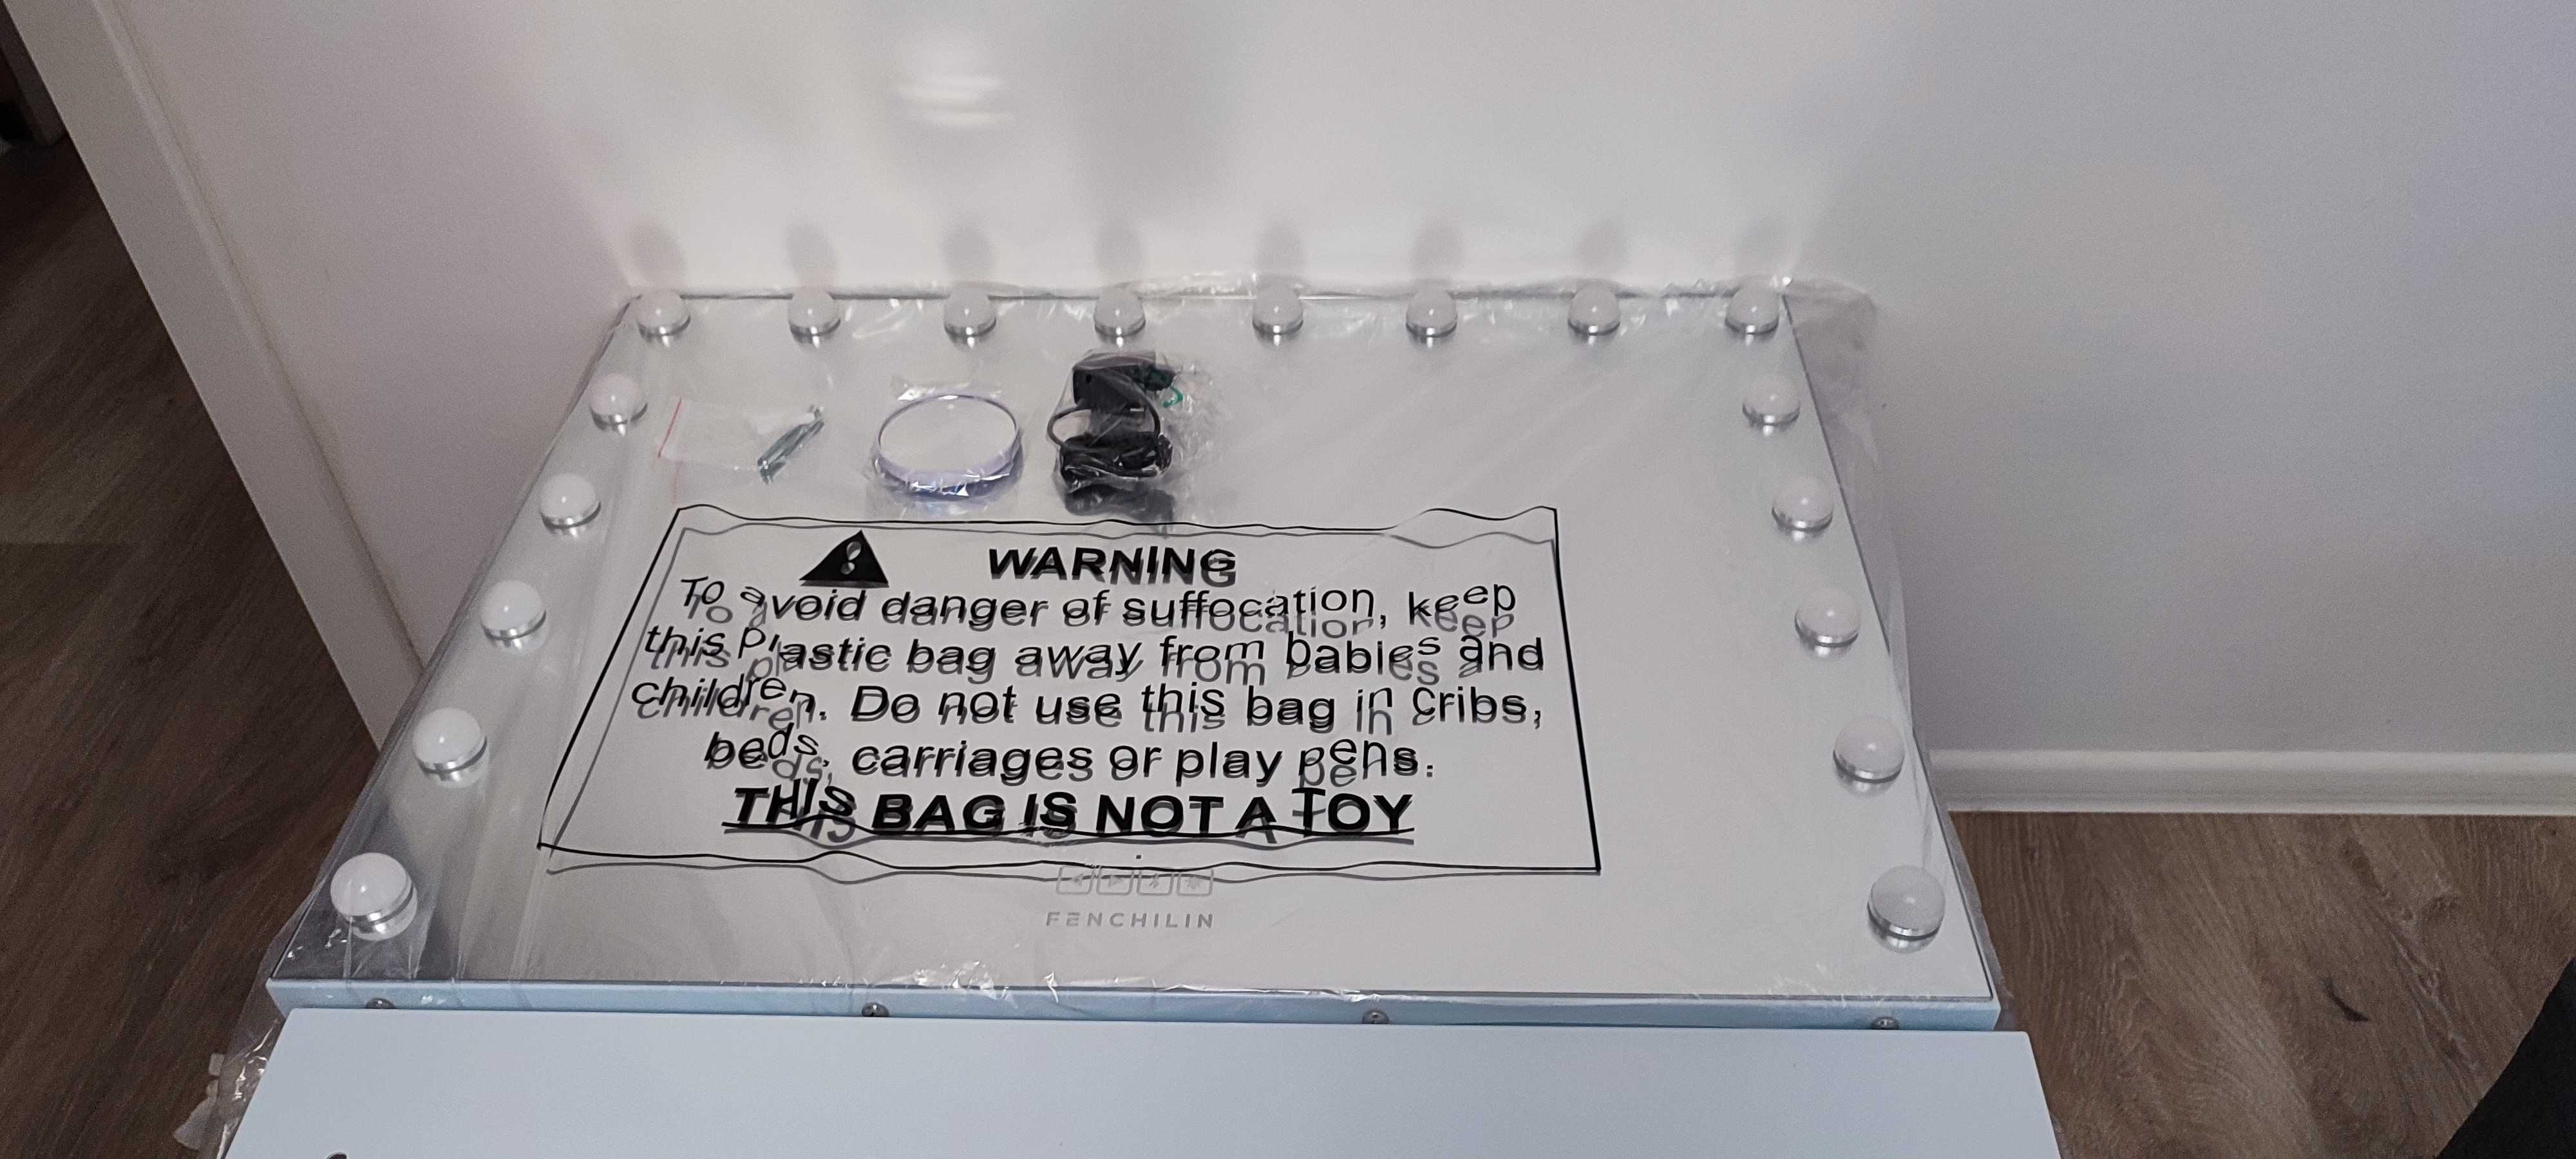 WARNING
To avoid danger of suffocation, keep
this plastic bag away from babies and
children. Do not use this bag in cribs,
beds, carriages or play pens.
THIS BAG IS NOT A TOY
FENCHILIN